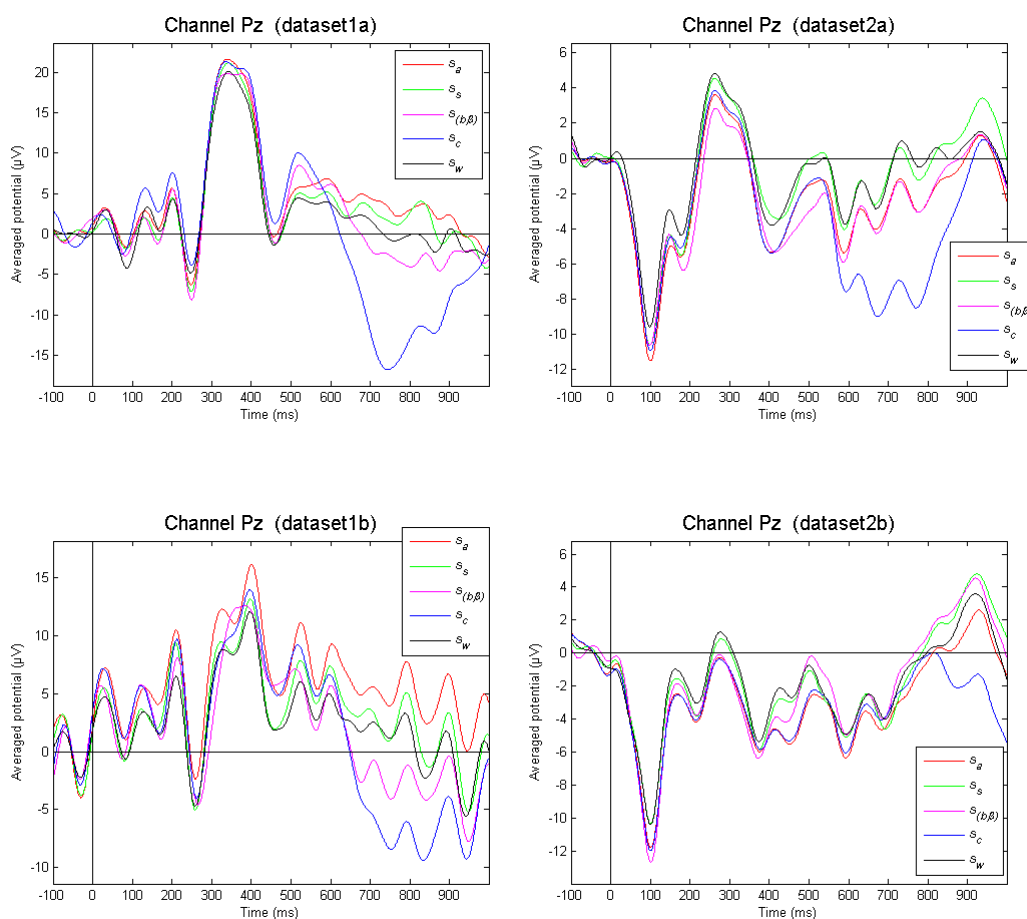 Channel Pz (dataset1a)
Averaged potential (µV)
20
15
10
5
0
-5
-10
-15
-100 0 100 200 300 400 500 600 700 800 900
Time (ms)
s_a
s_s
s_(b,β)
s_c
s_w
Channel Pz (dataset2a)
Averaged potential (µV)
6
4
2
0
-2
-4
-6
-8
-10
-12
-100 0 100 200 300 400 500 600 700 800 900
Time (ms)
s_a
s_s
s_(b,β
s_c
s_w
Channel Pz (dataset1b)
Averaged potential (µV)
15
10
5
0
-5
-10
-100 0 100 200 300 400 500 600 700 800 900
Time (ms)
s_a
s_s
s_(b,β)
s_c
s_w
Channel Pz (dataset2b)
Averaged potential (µV)
6
4
2
0
-2
-4
-6
-8
-10
-12
-100 0 100 200 300 400 500 600 700 800 900
Time (ms)
s_a
s_s
s_(b,β)
s_c
s_w